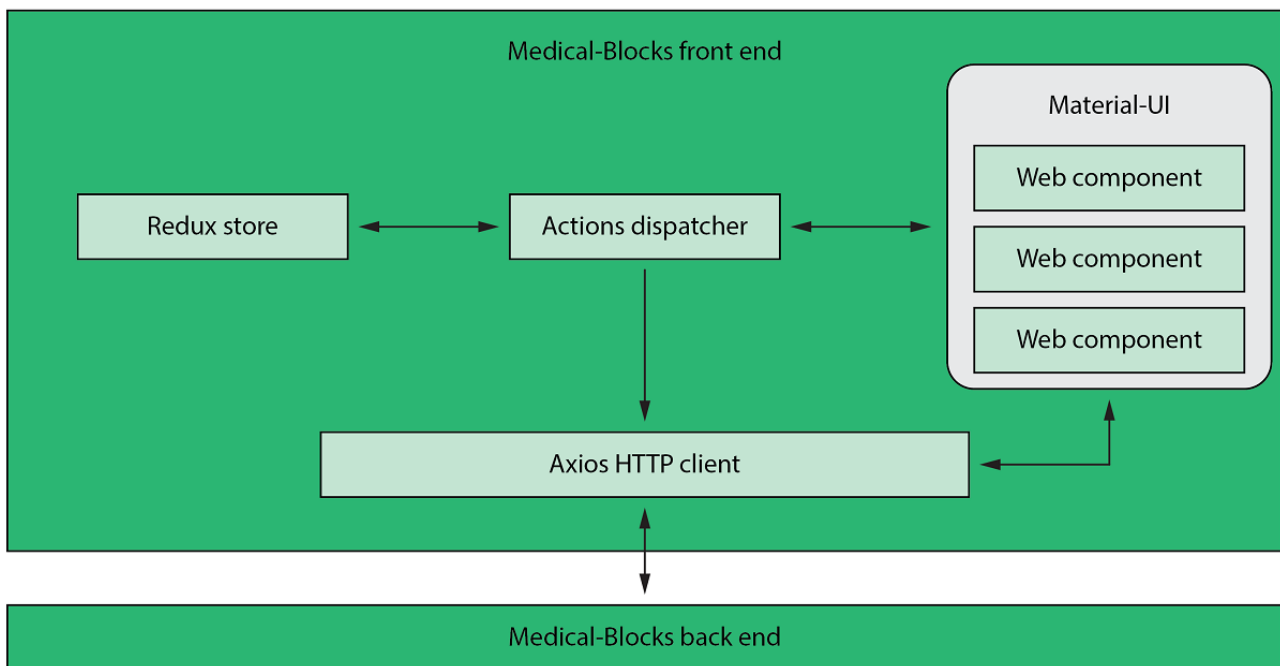 Medical-Blocks front end
Material-UI
Web component
Redux store
Actions dispatcher
Web component
Web component
Axios HTTP client
Medical-Blocks back end